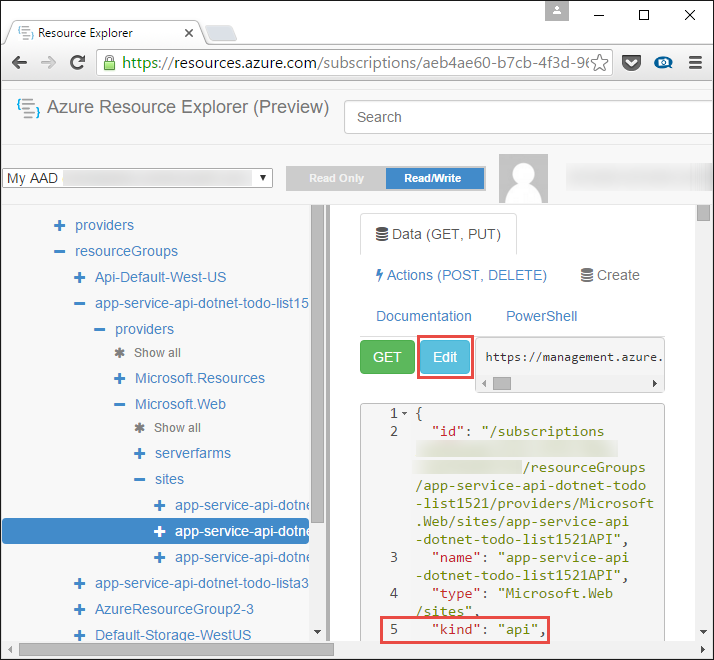 Resource Explorer
https://resources.azure.com/subscriptions/aeb4ae60-b7cb-4f3d-96
Azure Resource Explorer (Preview)
Search
My AAD
Read Only
Read/Write
providers
resourceGroups
Api-Default-West-US
app-service-api-dotnet-todo-list15
providers
Show all
Microsoft.Resources
Microsoft.Web
Show all
serverfarms
sites
app-service-api-dotne
app-service-api-dotne
app-service-api-dotne
app-service-api-dotnet-todo-lista3
AzureResourceGroup2-3
Default-Storage-WestUS
Data (GET, PUT)
Actions (POST, DELETE)
Create
Documentation
PowerShell
GET
Edit
https://management.azure.
1 {
2 "id": "/subscriptions
/resourceGroups
/app-service-api-dotnet-todo
-list1521/providers/Microsoft
.Web/sites/app-service-api
-dotnet-todo-list1521API",
3 "name": "app-service-api
-dotnet-todo-list1521API",
4 "type": "Microsoft.Web
/sites",
5 "kind": "api",